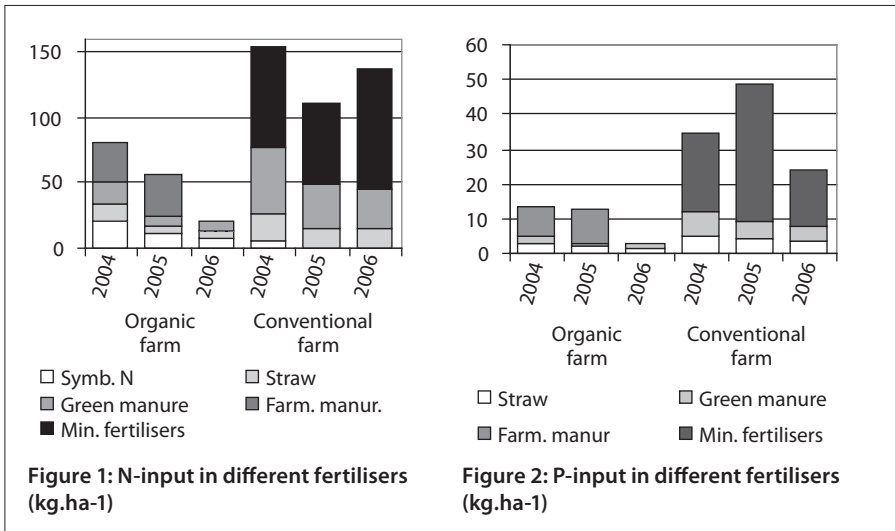 150
100
50
0
2004
2005
2006
2004
2005
2006
Organic
farm
Conventional
farm
Symb. N
Straw
Green manure
Farm. manur.
Min. fertilisers
Figure 1: N-input in different fertilisers
(kg.ha-1)
60
50
40
30
20
10
0
2004
2005
2006
2004
2005
2006
Organic
farm
Conventional
farm
Straw
Green manure
Farm. manur
Min. fertilisers
Figure 2: P-input in different fertilisers
(kg.ha-1)